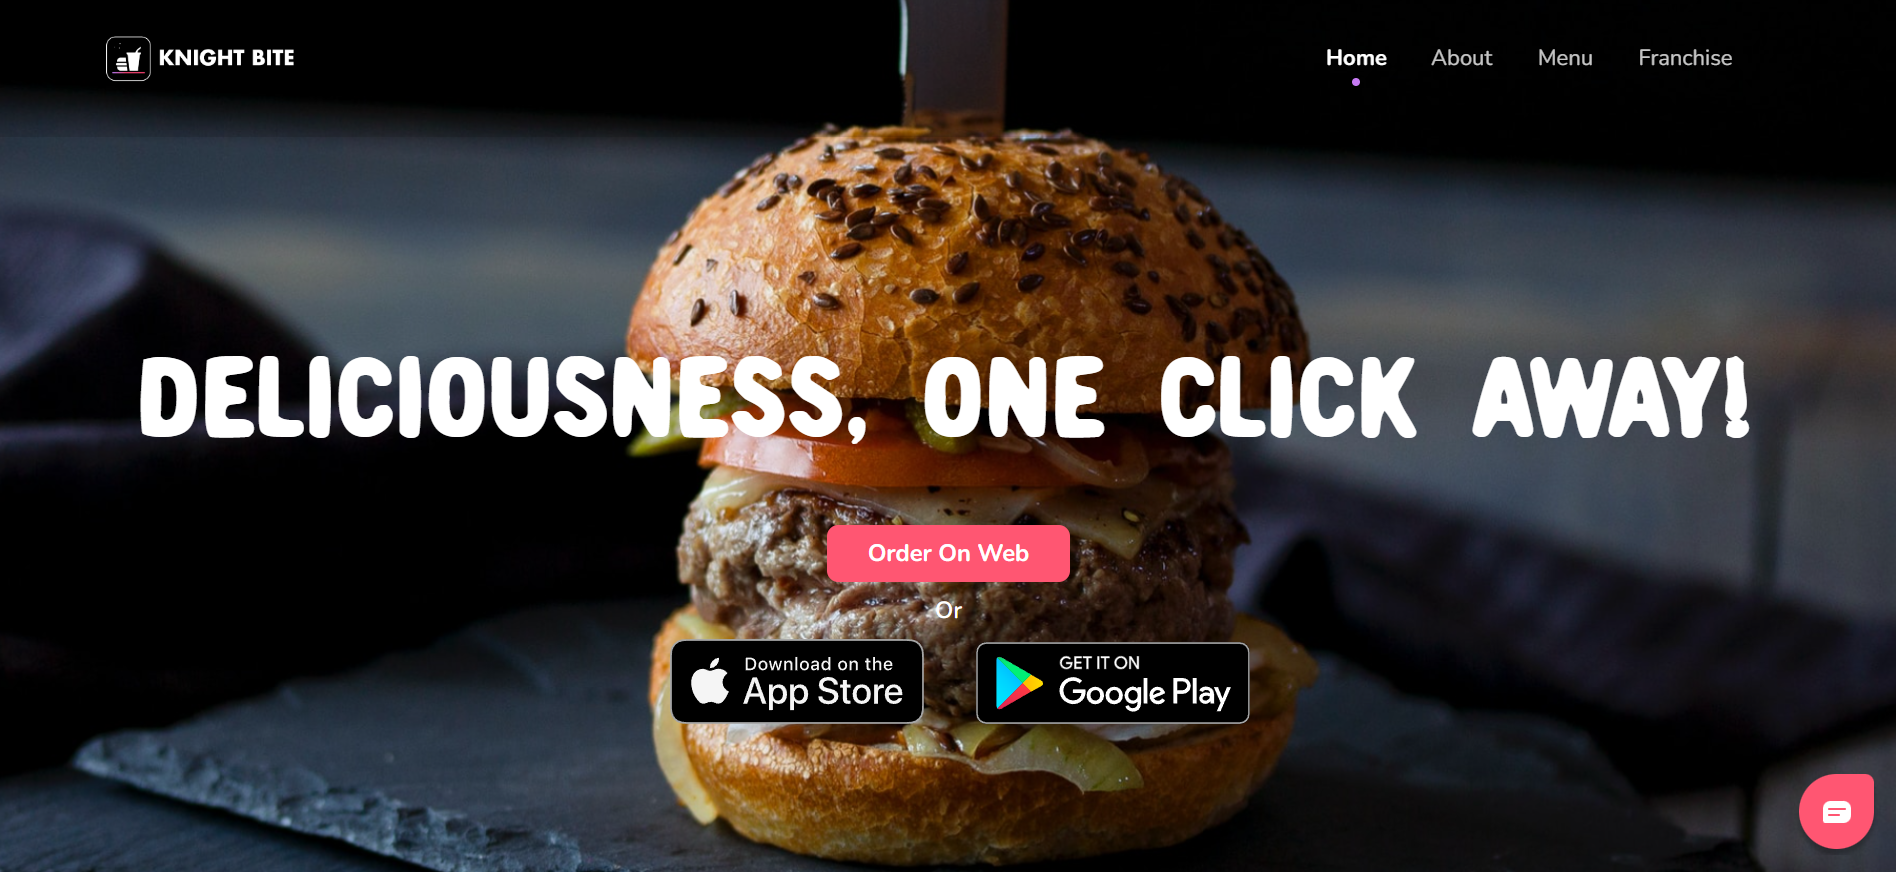 KNIGHT BITE
Home About Menu Franchise
DELICIOUSNESS, ONE CLICK AWAY!
Order On Web
Or
Download on the
App Store
GET IT ON
Google Play